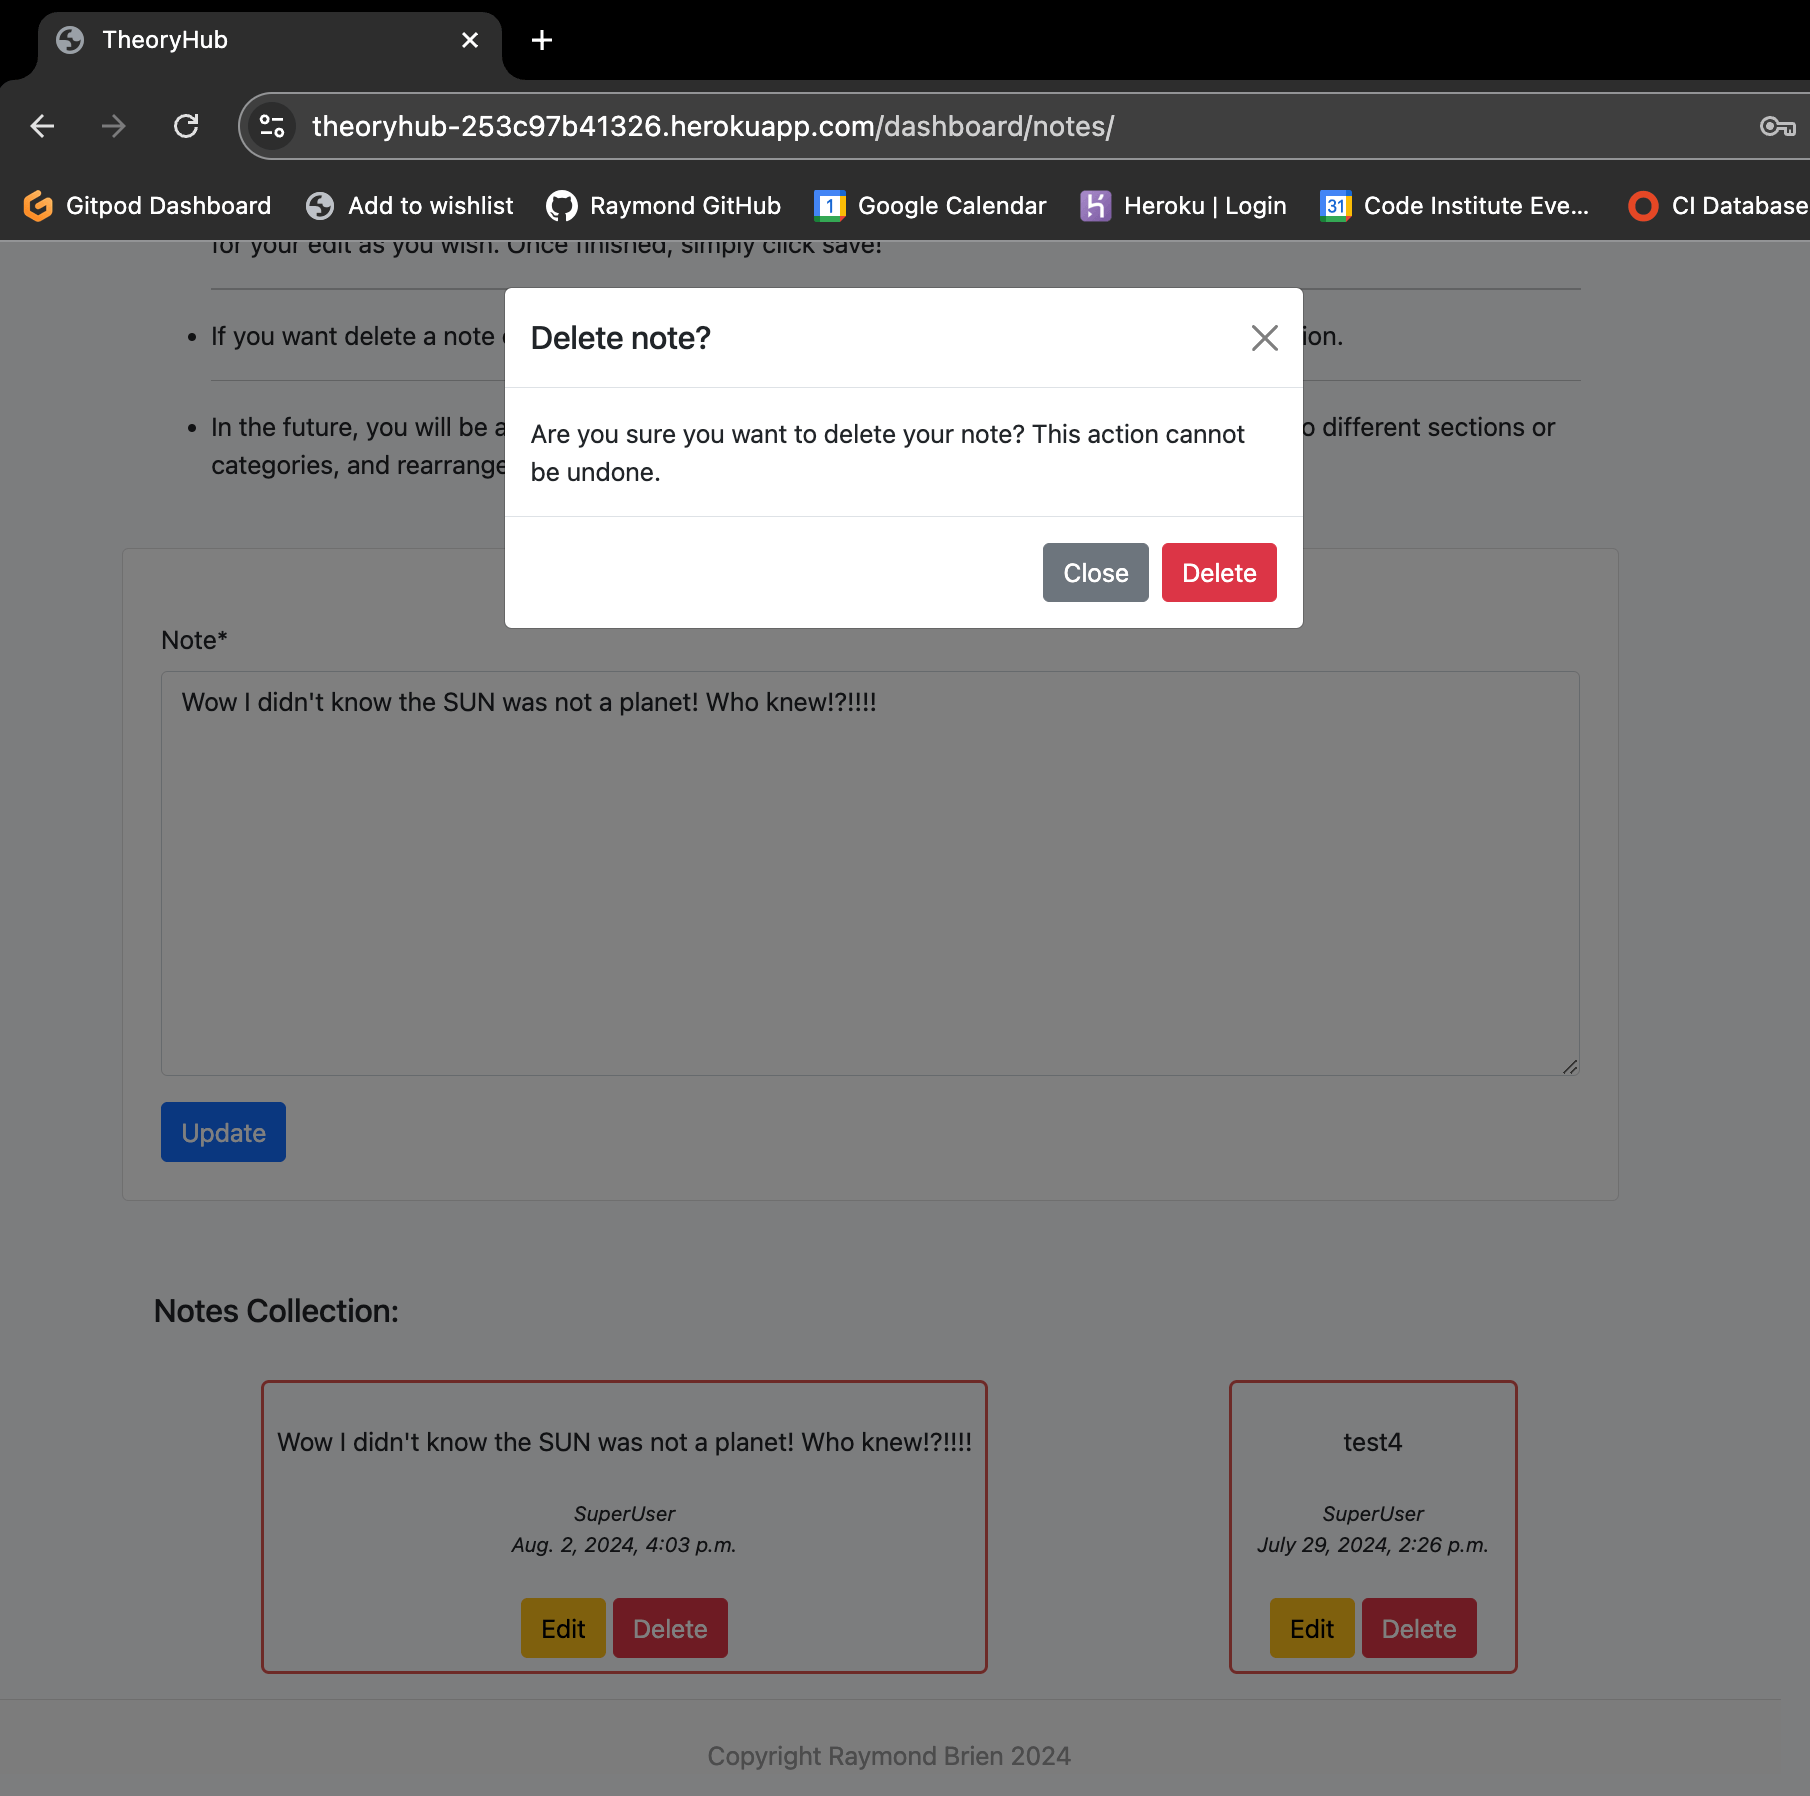 TheoryHub
theoryhub-253c97b41326.herokuapp.com/dashboard/notes/
Gitpod Dashboard Add to wishlist Raymond GitHub Google Calendar Heroku | Login Code Institute Eve... CI Database
for your edit as you wish. Once finished, simply click save!
Delete note?
If you want delete a note
ion.
In the future, you will be a
o different sections or
categories, and rearrange
Are you sure you want to delete your note? This action cannot
be undone.
Close Delete
Note*
Wow I didn't know the SUN was not a planet! Who knew!?!!!!
Update
Notes Collection:
Wow I didn't know the SUN was not a planet! Who knew!?!!!!
SuperUser
Aug. 2, 2024, 4:03 p.m.
Edit Delete
test4
SuperUser
July 29, 2024, 2:26 p.m.
Edit Delete
Copyright Raymond Brien 2024